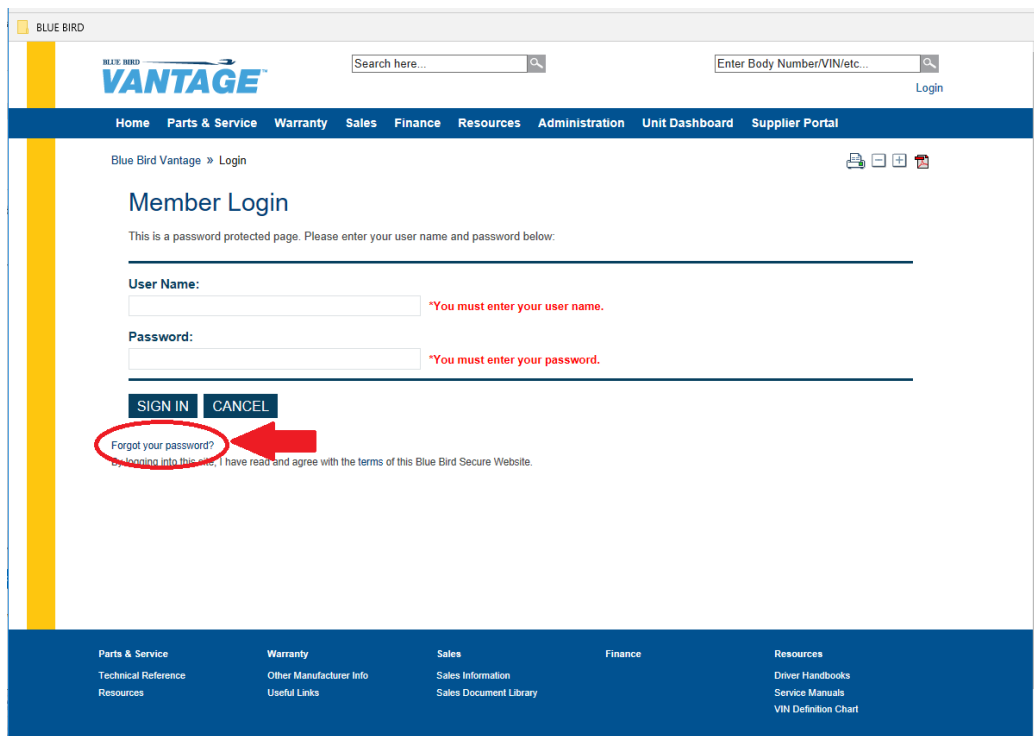 BLUE BIRD
BLUE BIRD
VANTAGE™
Search here...
Enter Body Number/VIN/etc...
Login
Home Parts & Service Warranty Sales Finance Resources Administration Unit Dashboard Supplier Portal
Blue Bird Vantage » Login
Member Login
This is a password protected page. Please enter your user name and password below:
User Name:
*You must enter your user name.
Password:
*You must enter your password.
SIGN IN CANCEL
Forgot your password?
By logging into this site, I have read and agree with the terms of this Blue Bird Secure Website.
Parts & Service Warranty Sales Finance Resources
Technical Reference Other Manufacturer Info Sales Information Driver Handbooks
Resources Useful Links Sales Document Library Service Manuals
VIN Definition Chart